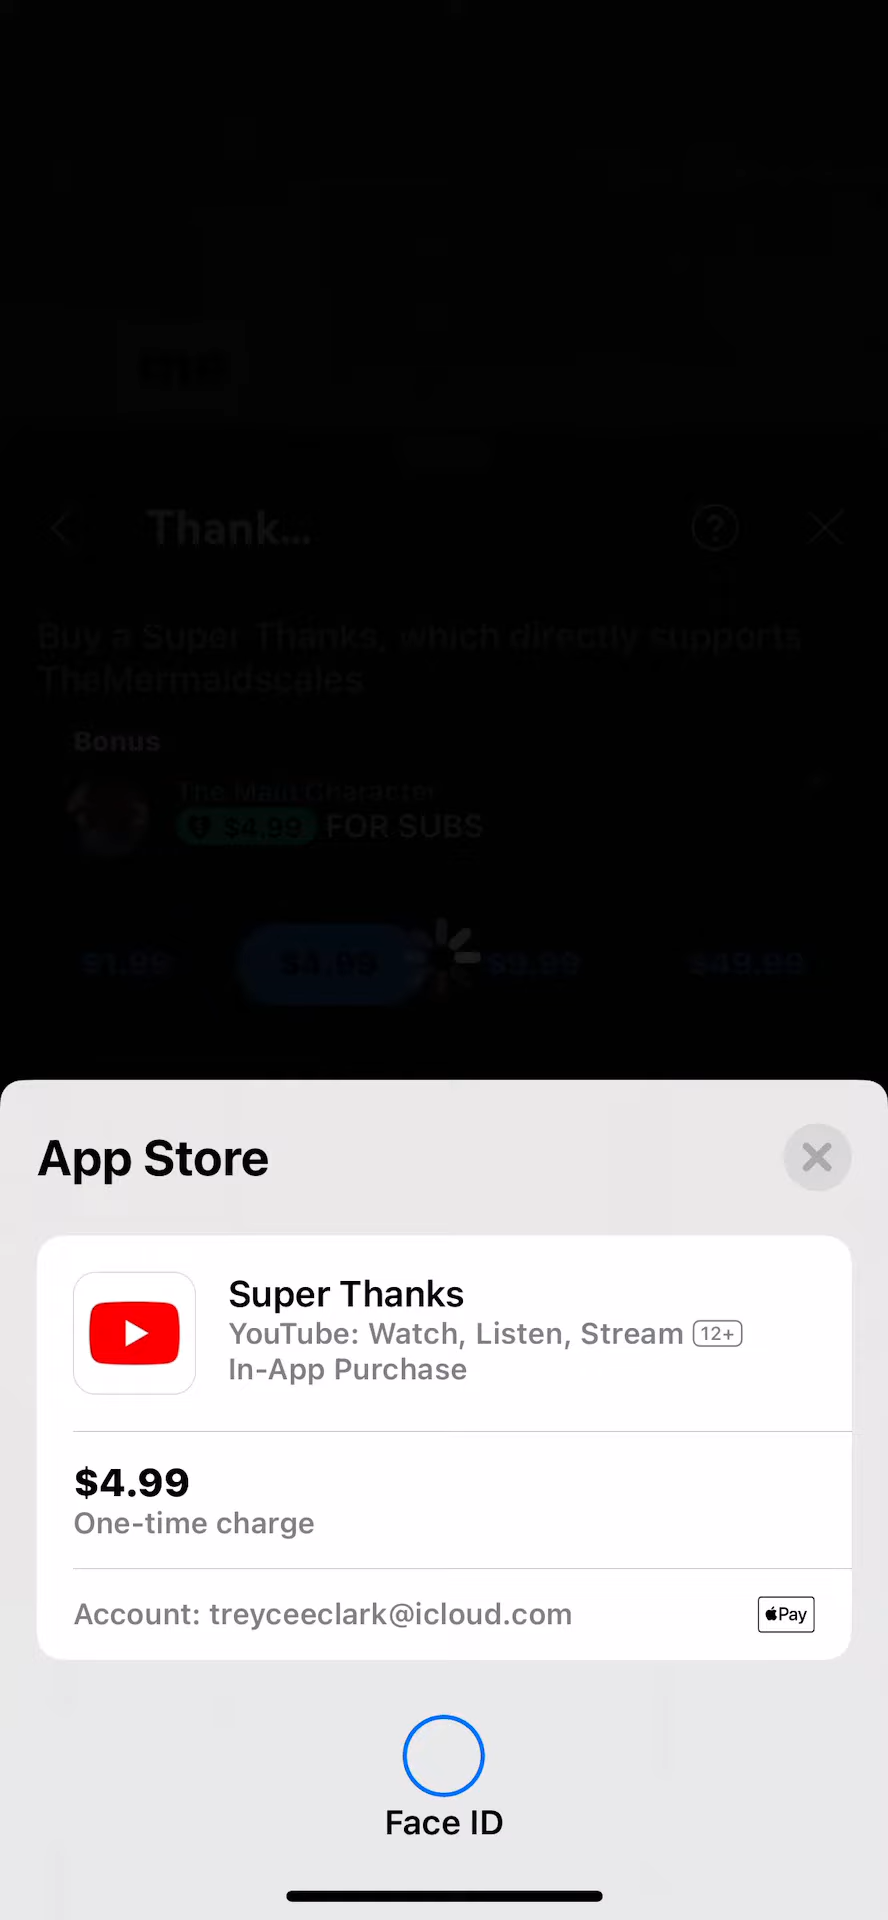 Thank...
Buy a Super Thanks, which directly supports
TheMermaidscales
Bonus
The Main Character
$4.99 FOR SUBS
$1.99 $4.99 $9.99 $49.99
App Store
Super Thanks
YouTube: Watch, Listen, Stream 12+
In-App Purchase
$4.99
One-time charge
Account: treyceeclark@icloud.com
Pay
Face ID